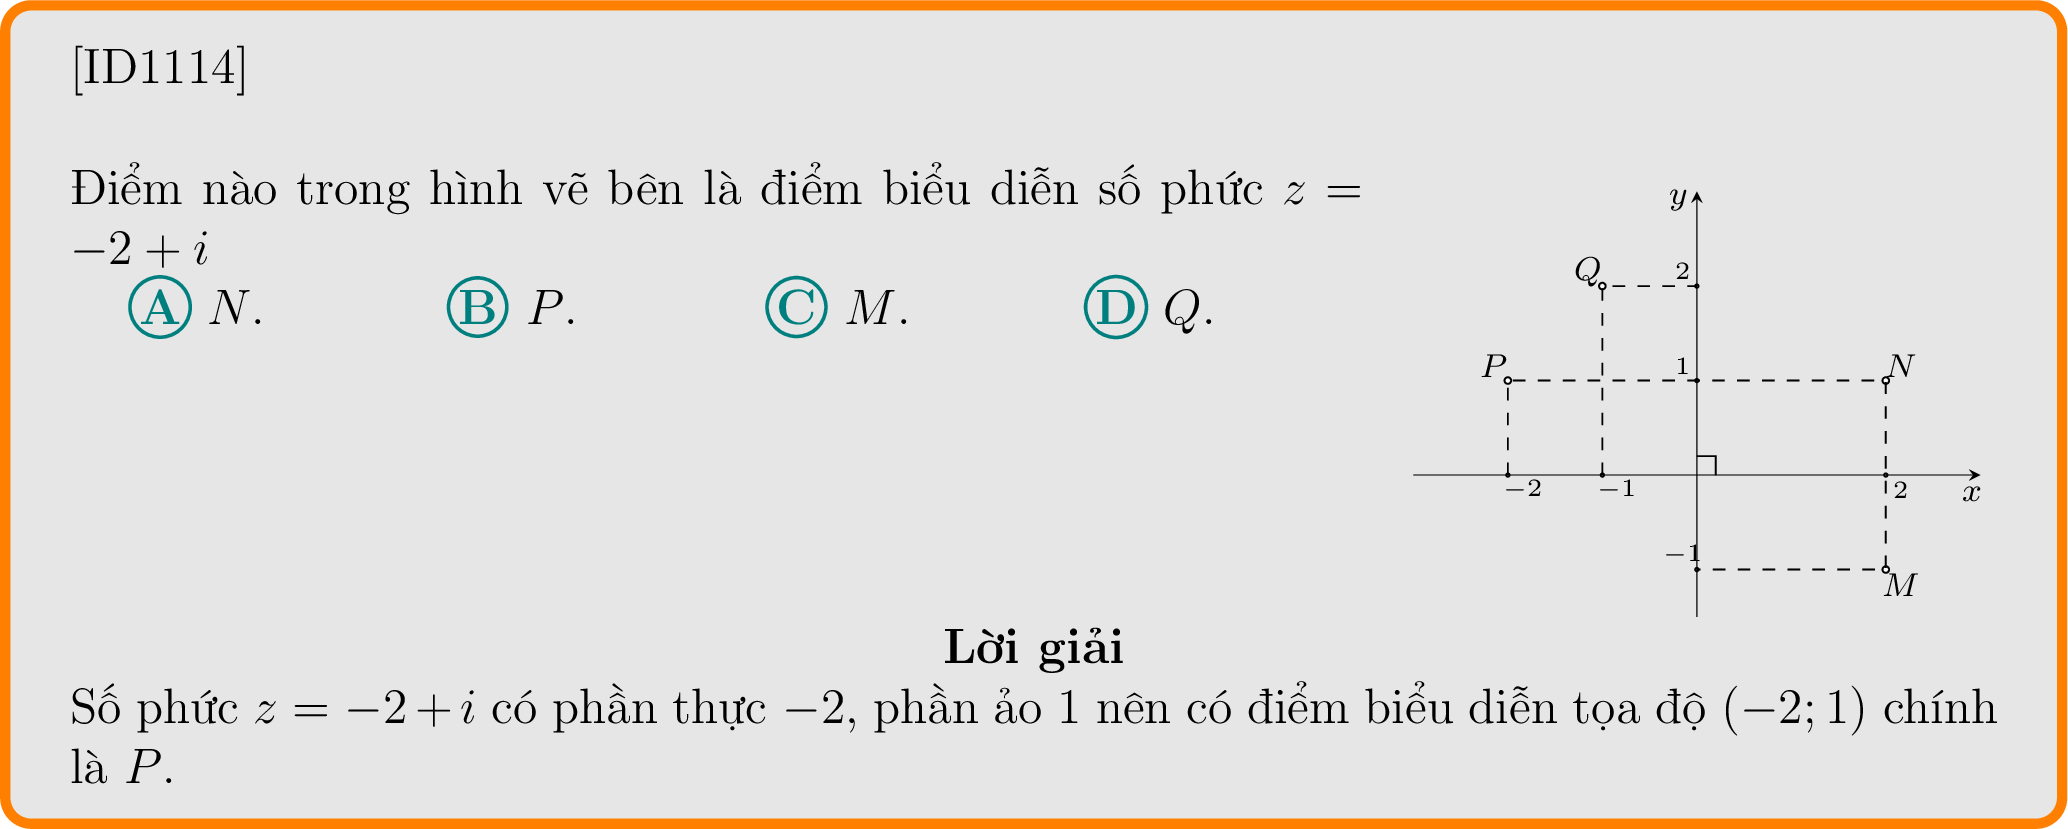 [ID1114]
Điểm nào trong hình vẽ bên là điểm biểu diễn số phức z =
−2 + i
A N.
B P.
C M.
D Q.
y
Q
2
P
1
N
−2
−1
2
x
−1
M
Lời giải
Số phức z = −2 + i có phần thực −2, phần ảo 1 nên có điểm biểu diễn tọa độ (−2; 1) chính
là P.